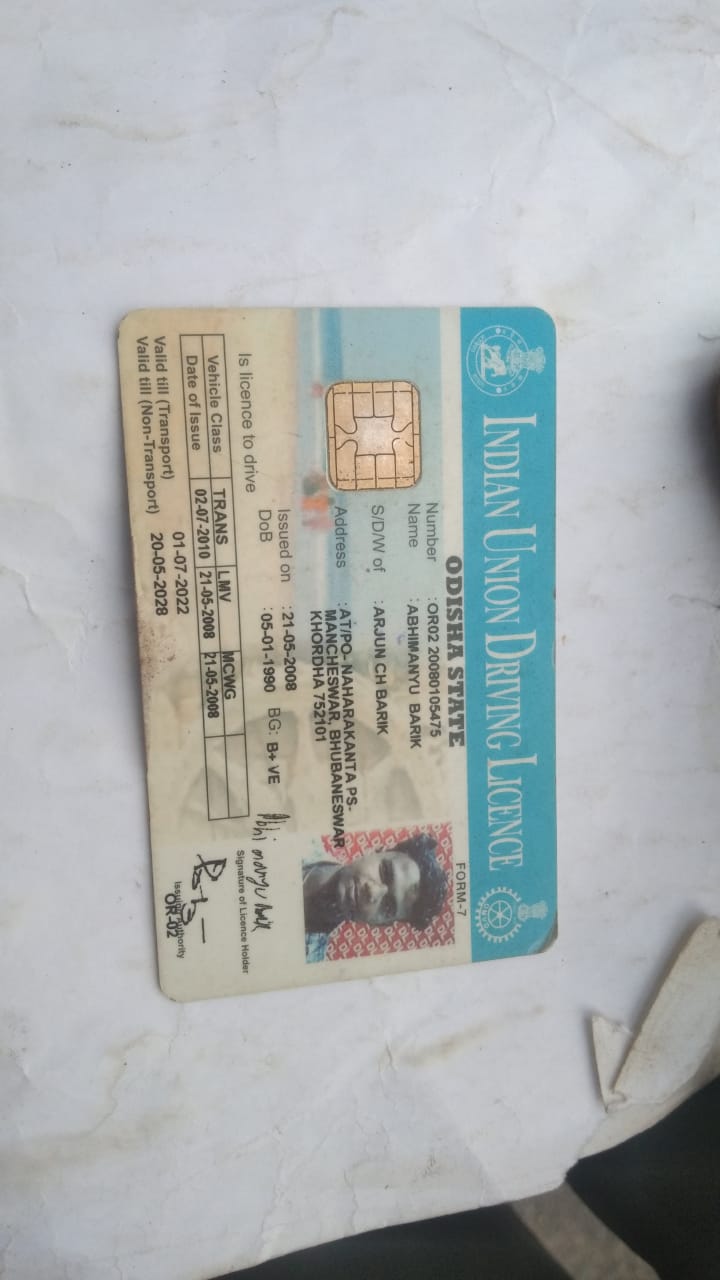 INDIAN UNION DRIVING LICENCE
ODISHA STATE
FORM-7
Number : OR02 20080105475
Name : ABHIMANYU BARIK
S/D/W of : ARJUN CH BARIK
Address : AT/PO- NAHARAKANTA PS-
MANCHESWAR, BHUBANESWAR
KHORDHA 752101
Issued on : 21-05-2008
DoB : 05-01-1990 BG: B+ VE
Is licence to drive
Vehicle Class TRANS LMV MCWG
Date of Issue 02-07-2010 21-05-2008 21-05-2008
Valid till (Transport) 01-07-2022
Valid till (Non-Transport) 20-05-2028
Abhimanyu Barik
Signature of Licence Holder
Issuing Authority
OR-02